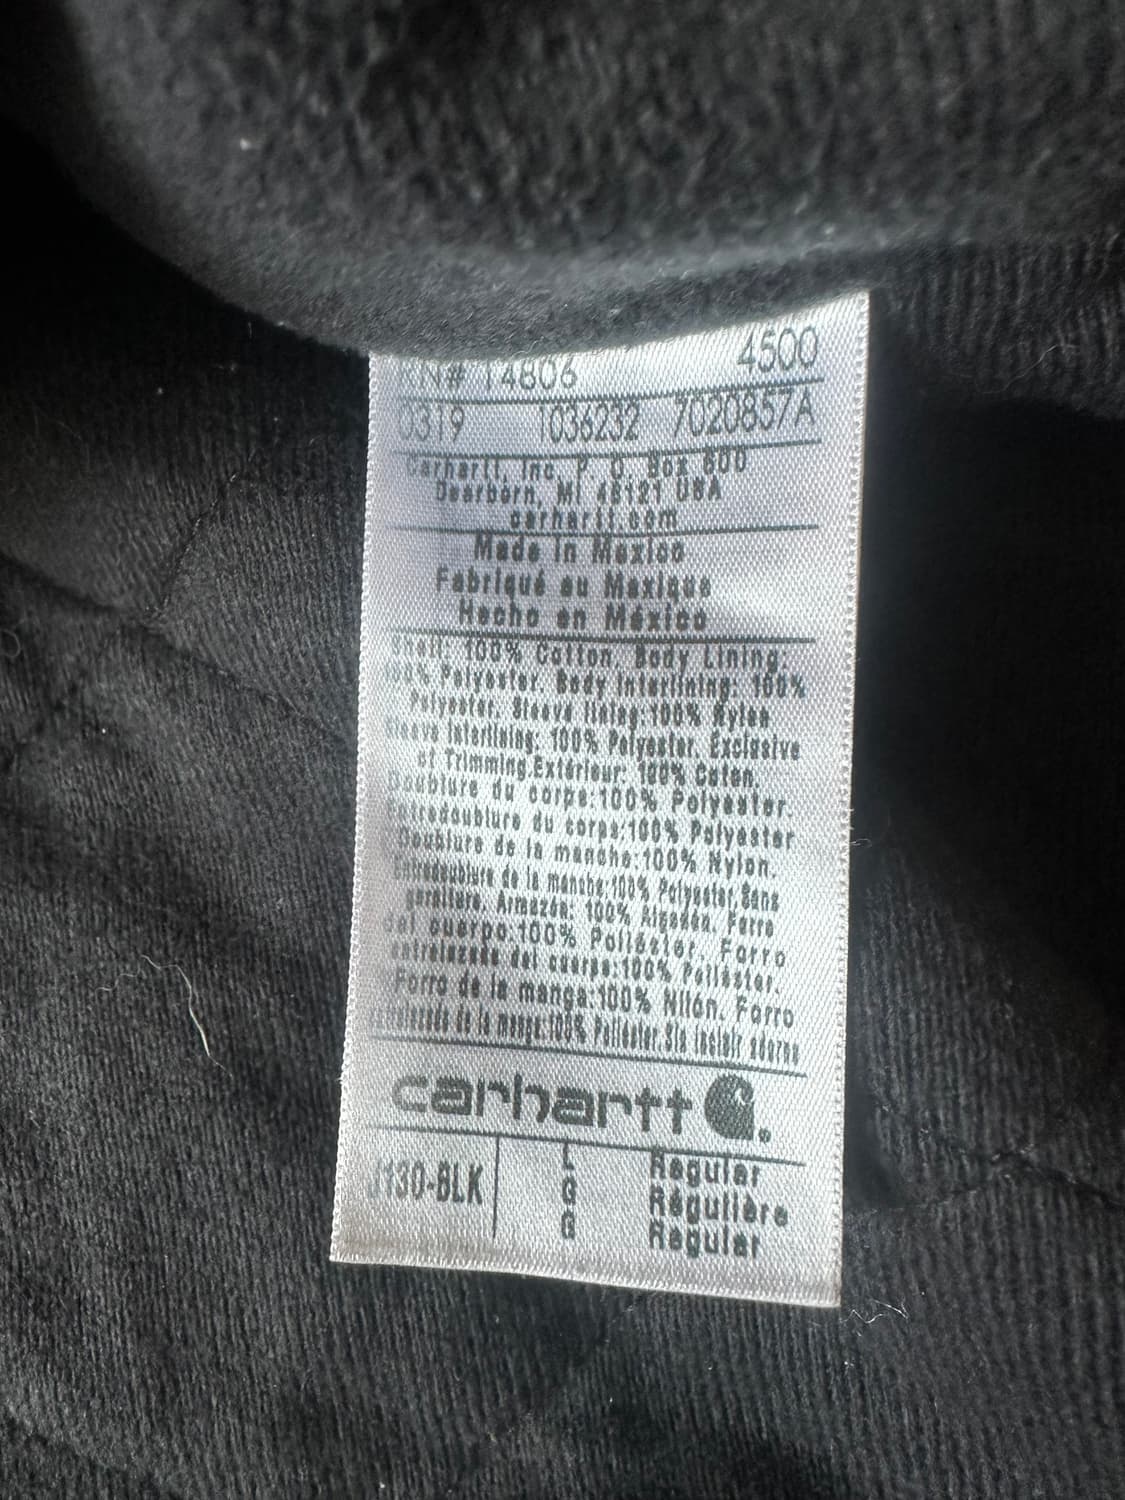 RN# 14806 4500
0319 1036232 7020857A
Carhartt, Inc. P. O. Box 600
Dearborn, MI 48121 USA
carhartt.com
Made in Mexico
Fabriqué au Mexique
Hecho en México
Shell: 100% Cotton. Body Lining:
100% Polyester. Body Interlining: 100%
Polyester. Sleeve lining:100% Nylon
Sleeve Interlining: 100% Polyester. Exclusive
of Trimming.Extérieur: 100% Coton.
Doublure du corps:100% Polyester.
Entredoublure du corps:100% Polyester
Doublure de la manche:100% Nylon.
Entredoublure de la manche:100% Polyester.Sans
garniture. Armazón: 100% Algodón. Forro
del cuerpo:100% Poliéster. Forro
entrelazado del cuerpo:100% Poliéster.
Forro de la manga:100% Nilón. Forro
entrelazado de la manga:100% Poliéster.Sin incluir adorno
carhartt
J130-BLK L Regular
G Régulière
G Regular